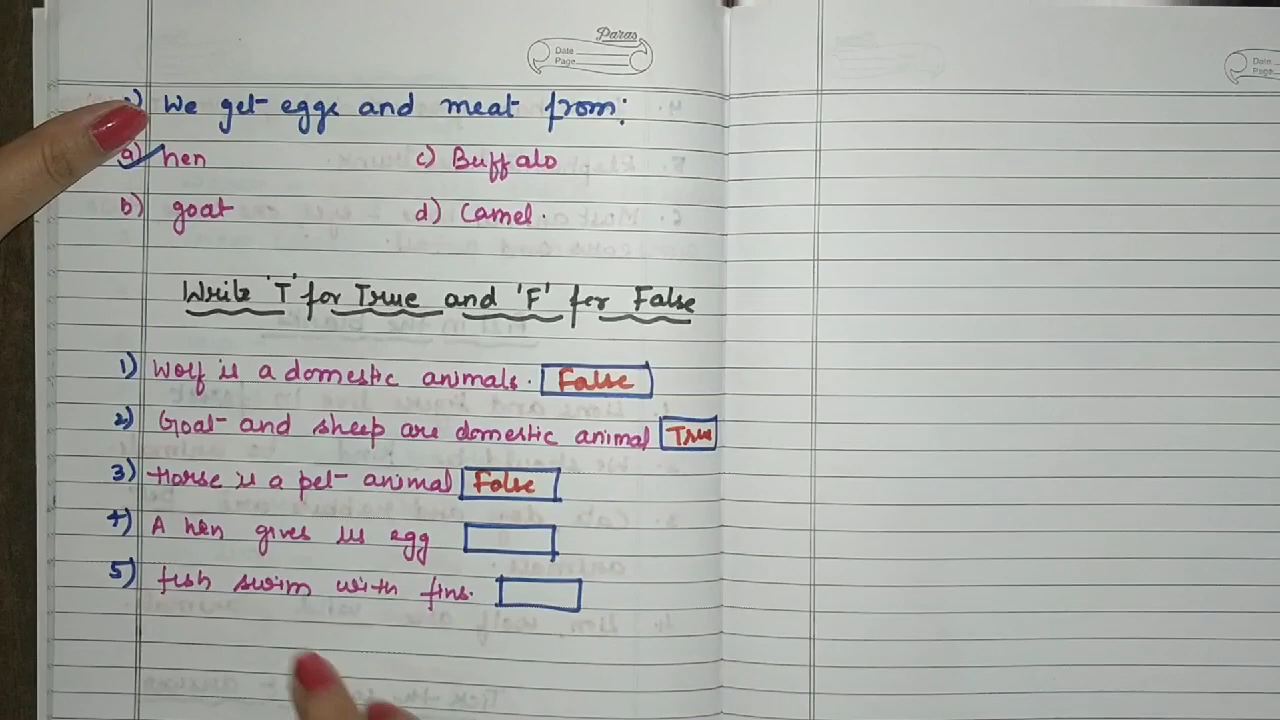 Paras
Date
Page
We get eggs and meat from:
a) hen c) Buffalo
b) goat d) Camel.
Write 'T' for True and 'F' for False
1) Wolf is a domestic animals. False
2) Goat and sheep are domestic animal True
3) Horse is a pet animal False
4) A hen gives us egg
5) fish swim with fins.
Date
Page